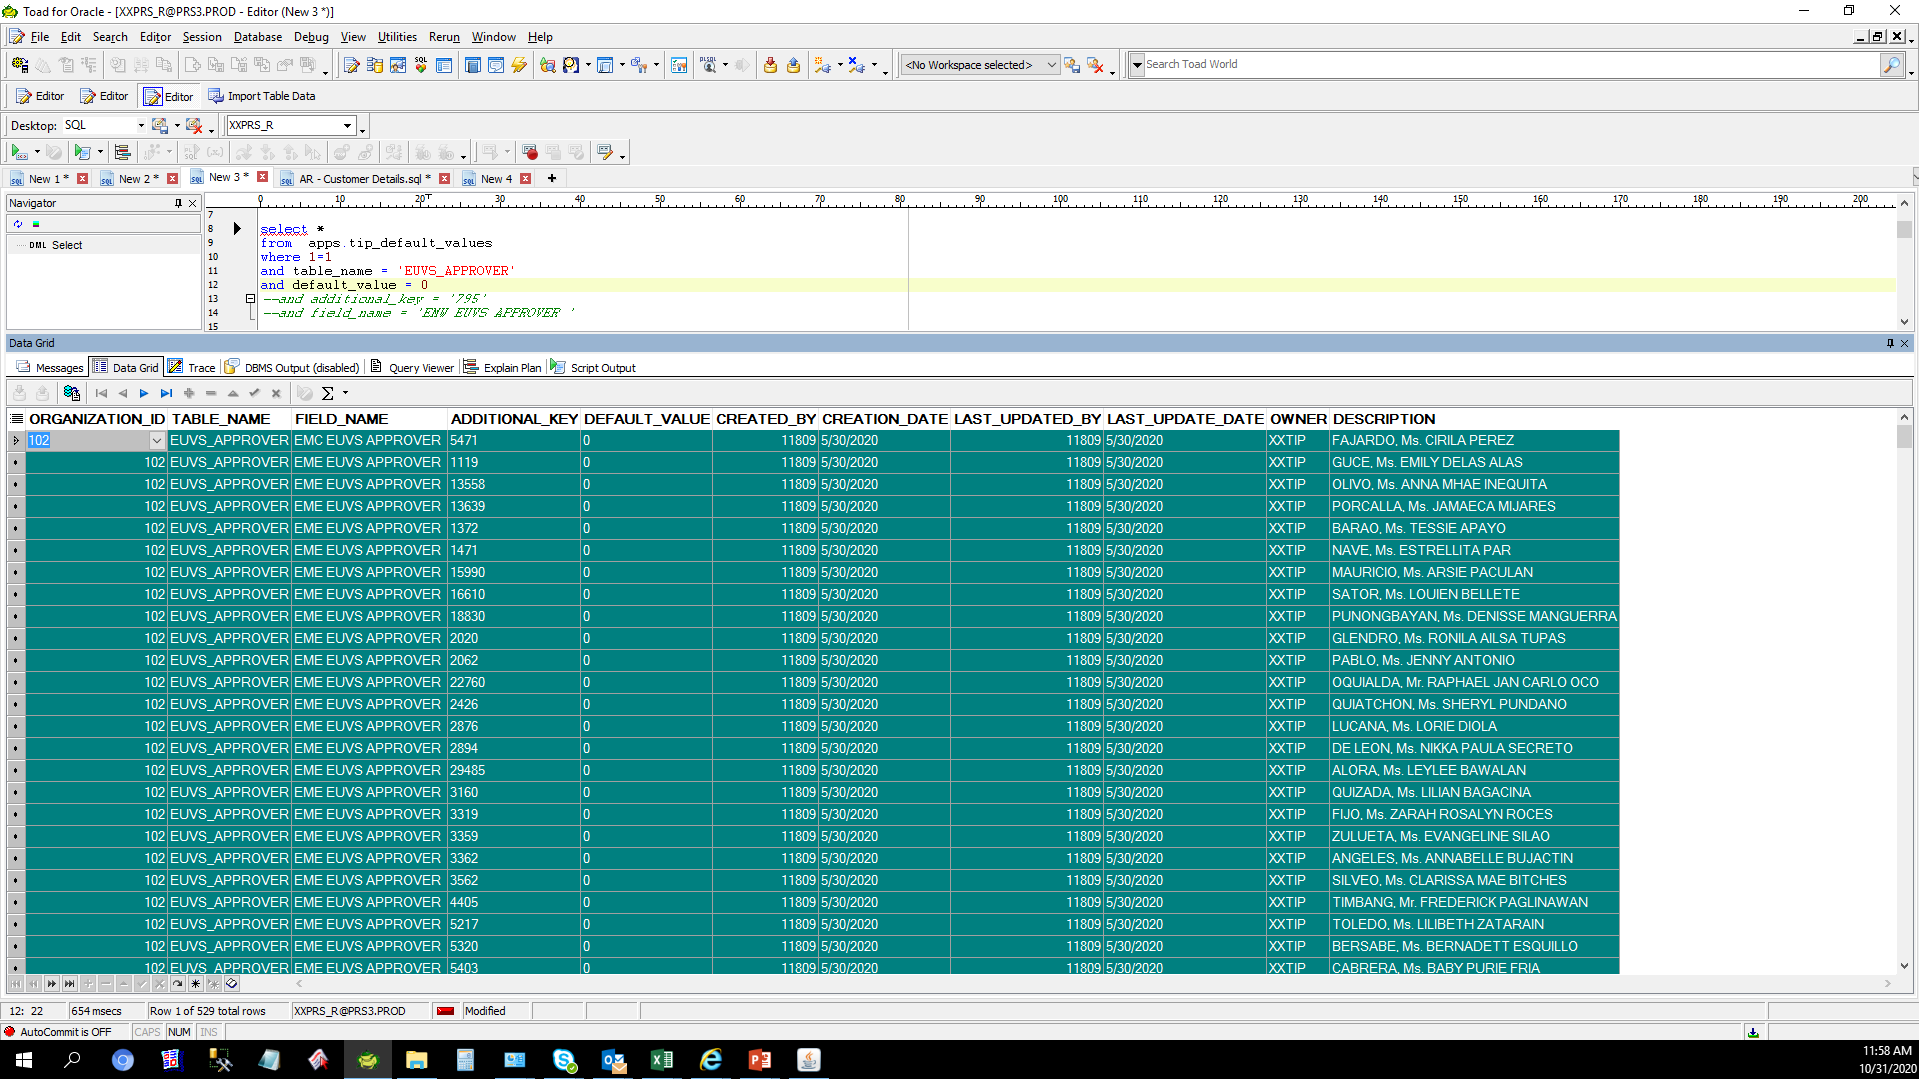 Toad for Oracle - [XXPRS_R@PRS3.PROD - Editor (New 3 *)]
File Edit Search Editor Session Database Debug View Utilities Rerun Window Help
<No Workspace selected> Search Toad World
Editor Editor Editor Import Table Data
Desktop: SQL XXPRS_R
New 1 * New 2 * New 3 * AR - Customer Details.sql * New 4
Navigator
DML Select
0 10 20 30 40 50 60 70 80 90 100 110 120 130 140 150 160 170 180 190 200
7
8 select *
9 from apps.tip_default_values
10 where 1=1
11 and table_name = 'EUVS_APPROVER'
12 and default_value = 0
13 --and additional_key = '795'
14 --and field_name = 'EMW EUVS APPROVER '
15
Data Grid
Messages Data Grid Trace DBMS Output (disabled) Query Viewer Explain Plan Script Output
ORGANIZATION_ID TABLE_NAME FIELD_NAME ADDITIONAL_KEY DEFAULT_VALUE CREATED_BY CREATION_DATE LAST_UPDATED_BY LAST_UPDATE_DATE OWNER DESCRIPTION
102 EUVS_APPROVER EMC EUVS APPROVER 5471 0 11809 5/30/2020 11809 5/30/2020 XXTIP FAJARDO, Ms. CIRILA PEREZ
102 EUVS_APPROVER EME EUVS APPROVER 1119 0 11809 5/30/2020 11809 5/30/2020 XXTIP GUCE, Ms. EMILY DELAS ALAS
102 EUVS_APPROVER EME EUVS APPROVER 13558 0 11809 5/30/2020 11809 5/30/2020 XXTIP OLIVO, Ms. ANNA MHAE INEQUITA
102 EUVS_APPROVER EME EUVS APPROVER 13639 0 11809 5/30/2020 11809 5/30/2020 XXTIP PORCALLA, Ms. JAMAECA MIJARES
102 EUVS_APPROVER EME EUVS APPROVER 1372 0 11809 5/30/2020 11809 5/30/2020 XXTIP BARAO, Ms. TESSIE APAYO
102 EUVS_APPROVER EME EUVS APPROVER 1471 0 11809 5/30/2020 11809 5/30/2020 XXTIP NAVE, Ms. ESTRELLITA PAR
102 EUVS_APPROVER EME EUVS APPROVER 15990 0 11809 5/30/2020 11809 5/30/2020 XXTIP MAURICIO, Ms. ARSIE PACULAN
102 EUVS_APPROVER EME EUVS APPROVER 16610 0 11809 5/30/2020 11809 5/30/2020 XXTIP SATOR, Ms. LOUIEN BELLETE
102 EUVS_APPROVER EME EUVS APPROVER 18830 0 11809 5/30/2020 11809 5/30/2020 XXTIP PUNONGBAYAN, Ms. DENISSE MANGUERRA
102 EUVS_APPROVER EME EUVS APPROVER 2020 0 11809 5/30/2020 11809 5/30/2020 XXTIP GLENDRO, Ms. RONILA AILSA TUPAS
102 EUVS_APPROVER EME EUVS APPROVER 2062 0 11809 5/30/2020 11809 5/30/2020 XXTIP PABLO, Ms. JENNY ANTONIO
102 EUVS_APPROVER EME EUVS APPROVER 22760 0 11809 5/30/2020 11809 5/30/2020 XXTIP OQUIALDA, Mr. RAPHAEL JAN CARLO OCO
102 EUVS_APPROVER EME EUVS APPROVER 2426 0 11809 5/30/2020 11809 5/30/2020 XXTIP QUIATCHON, Ms. SHERYL PUNDANO
102 EUVS_APPROVER EME EUVS APPROVER 2876 0 11809 5/30/2020 11809 5/30/2020 XXTIP LUCANA, Ms. LORIE DIOLA
102 EUVS_APPROVER EME EUVS APPROVER 2894 0 11809 5/30/2020 11809 5/30/2020 XXTIP DE LEON, Ms. NIKKA PAULA SECRETO
102 EUVS_APPROVER EME EUVS APPROVER 29485 0 11809 5/30/2020 11809 5/30/2020 XXTIP ALORA, Ms. LEYLEE BAWALAN
102 EUVS_APPROVER EME EUVS APPROVER 3160 0 11809 5/30/2020 11809 5/30/2020 XXTIP QUIZADA, Ms. LILIAN BAGACINA
102 EUVS_APPROVER EME EUVS APPROVER 3319 0 11809 5/30/2020 11809 5/30/2020 XXTIP FIJO, Ms. ZARAH ROSALYN ROCES
102 EUVS_APPROVER EME EUVS APPROVER 3359 0 11809 5/30/2020 11809 5/30/2020 XXTIP ZULUETA, Ms. EVANGELINE SILAO
102 EUVS_APPROVER EME EUVS APPROVER 3362 0 11809 5/30/2020 11809 5/30/2020 XXTIP ANGELES, Ms. ANNABELLE BUJACTIN
102 EUVS_APPROVER EME EUVS APPROVER 3562 0 11809 5/30/2020 11809 5/30/2020 XXTIP SILVEO, Ms. CLARISSA MAE BITCHES
102 EUVS_APPROVER EME EUVS APPROVER 4405 0 11809 5/30/2020 11809 5/30/2020 XXTIP TIMBANG, Mr. FREDERICK PAGLINAWAN
102 EUVS_APPROVER EME EUVS APPROVER 5217 0 11809 5/30/2020 11809 5/30/2020 XXTIP TOLEDO, Ms. LILIBETH ZATARAIN
102 EUVS_APPROVER EME EUVS APPROVER 5320 0 11809 5/30/2020 11809 5/30/2020 XXTIP BERSABE, Ms. BERNADETT ESQUILLO
102 EUVS_APPROVER EME EUVS APPROVER 5403 0 11809 5/30/2020 11809 5/30/2020 XXTIP CABRERA, Ms. BABY PURIE FRIA
12: 22 654 msecs Row 1 of 529 total rows XXPRS_R@PRS3.PROD Modified
AutoCommit is OFF CAPS NUM INS
11:58 AM
10/31/2020